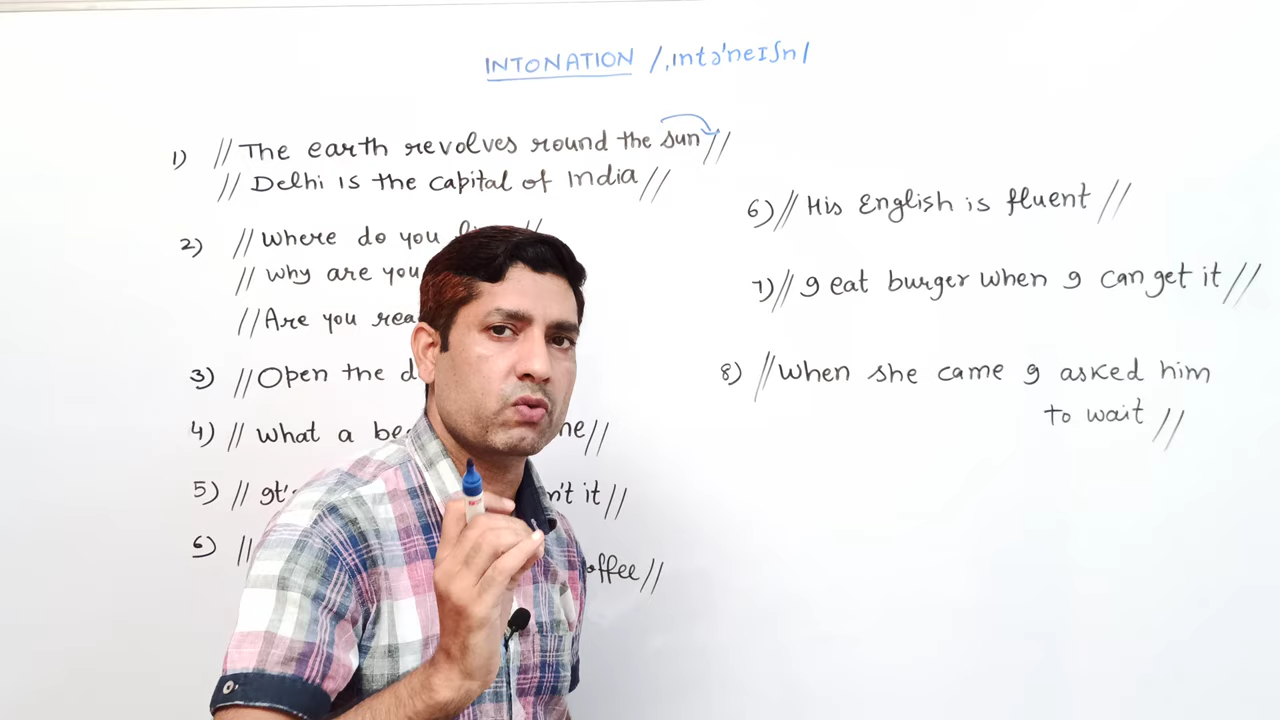 INTONATION /ˌɪntəˈneɪʃn/
1) // The earth revolves round the sun //
// Delhi is the capital of India //
2) // Where do you //
// why are you
// Are you
3) // Open the
4) // what a //
5) // It's it //
6) //
//
6) // His English is fluent //
7) // I eat burger when I can get it //
8) // When she came I asked him
to wait //